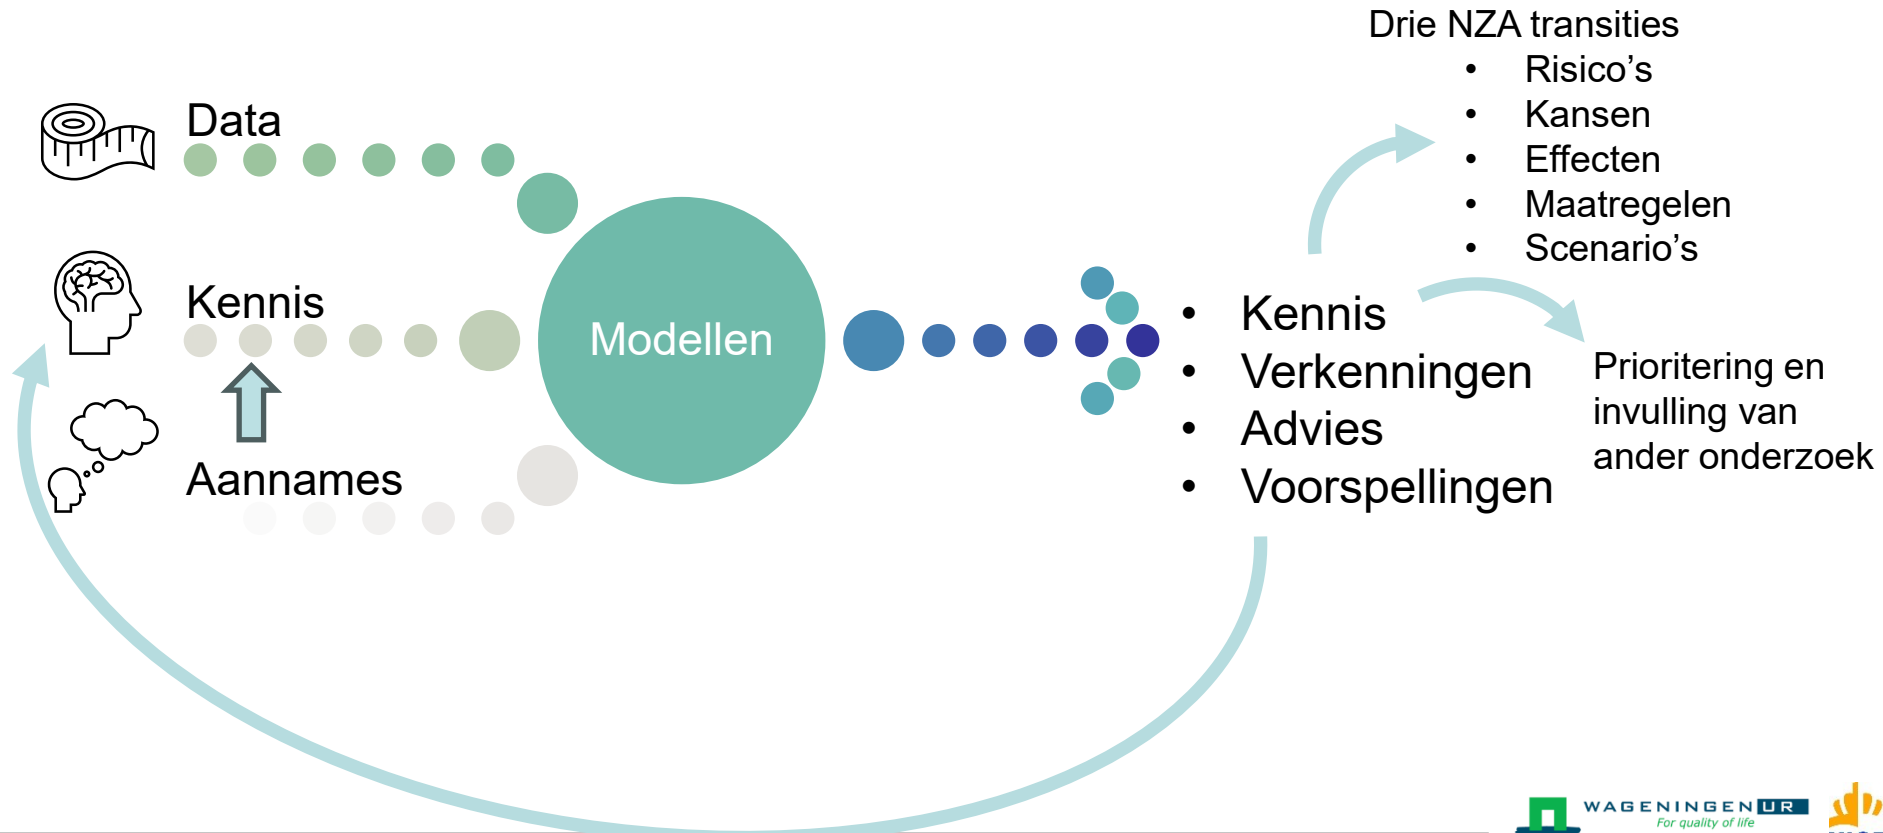 Drie NZA transities
• Risico’s
• Kansen
• Effecten
• Maatregelen
• Scenario’s
Data
Kennis
Aannames
Modellen
• Kennis
• Verkenningen
• Advies
• Voorspellingen
Prioritering en
invulling van
ander onderzoek
WAGENINGEN UR
For quality of life